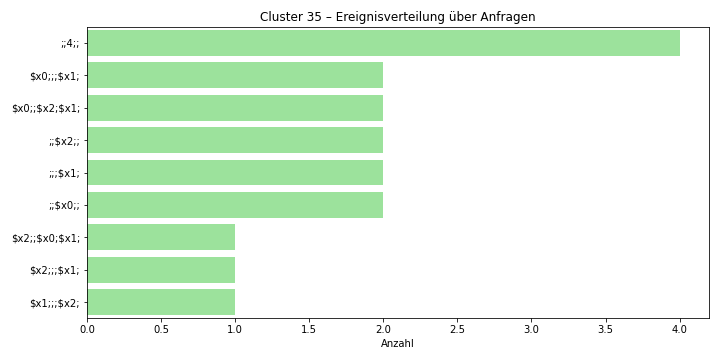 Cluster 35 – Ereignisverteilung über Anfragen
;;4;;
$x0;;;$x1;
$x0;;$x2;$x1;
;;$x2;;
;;;$x1;
;;$x0;;
$x2;;$x0;$x1;
$x2;;;$x1;
$x1;;;$x2;
0.0 0.5 1.0 1.5 2.0 2.5 3.0 3.5 4.0
Anzahl